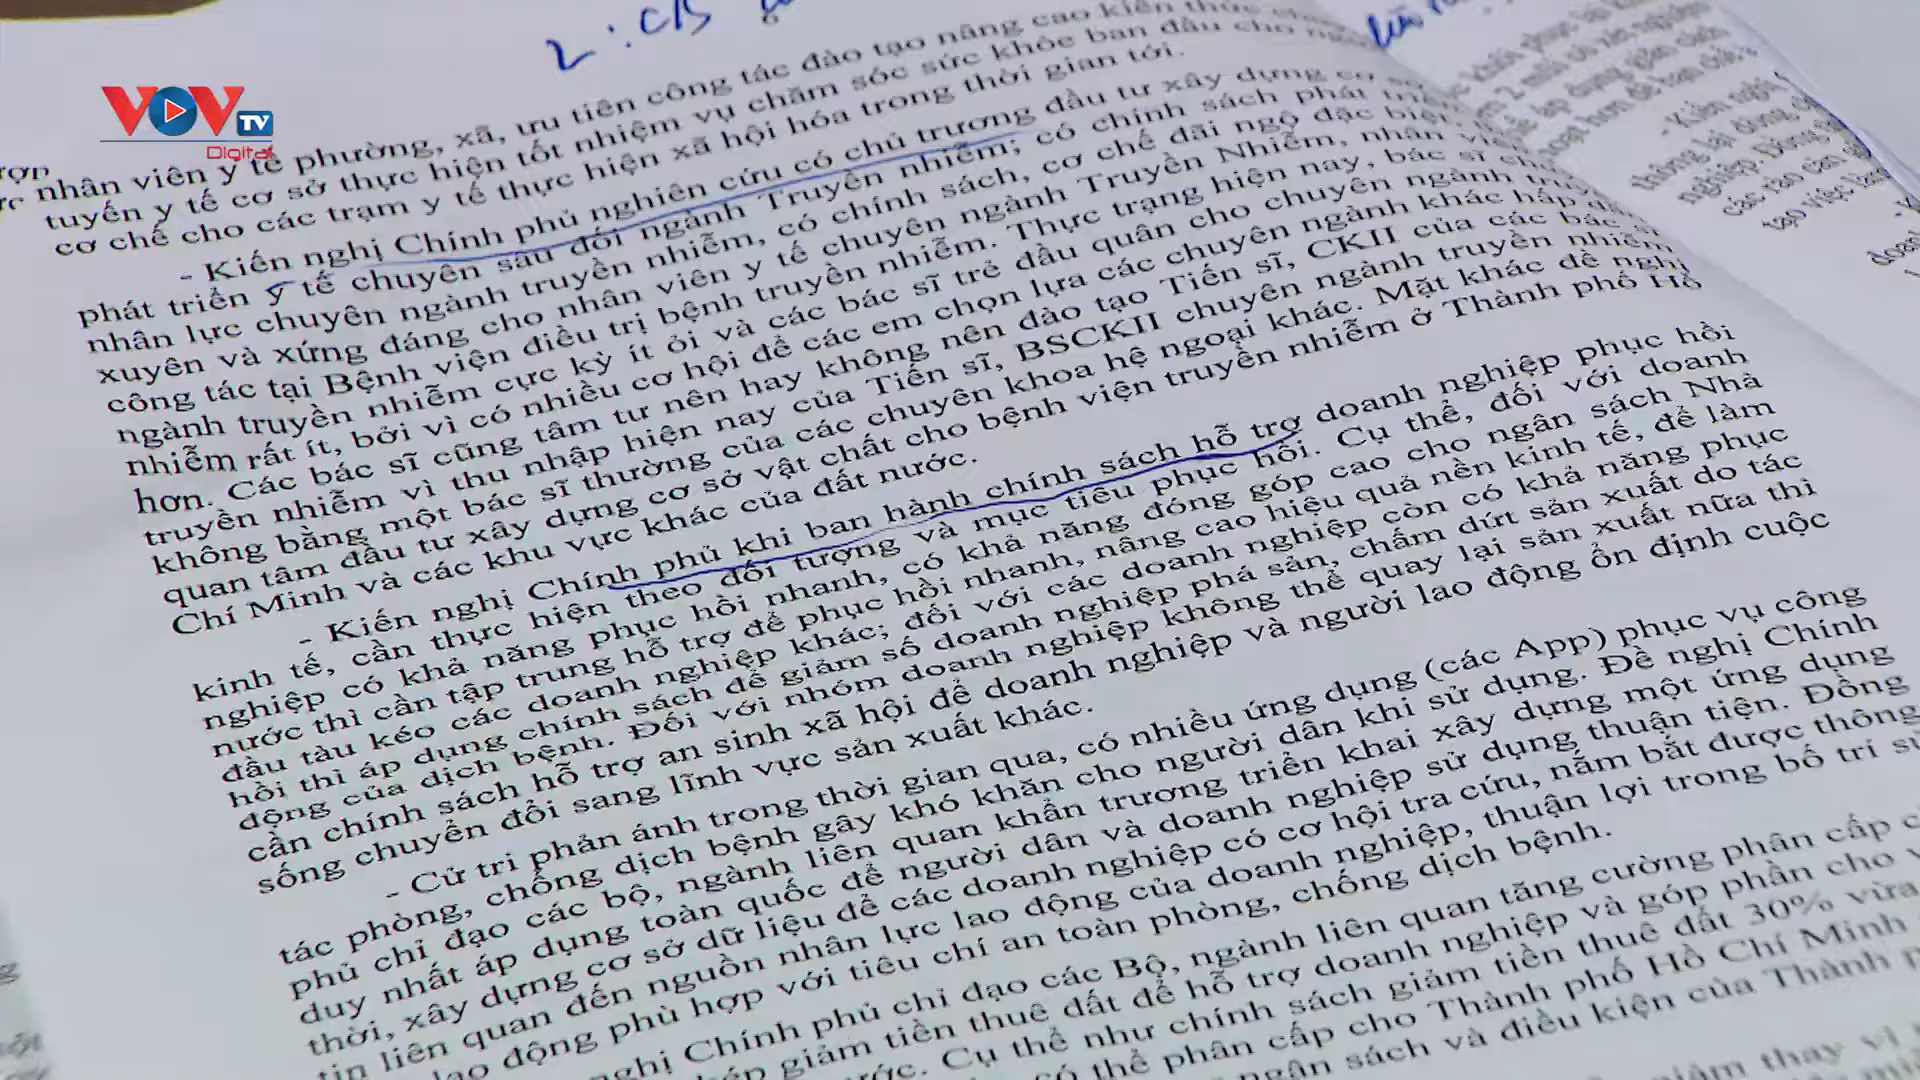 VOV TV
Digital
2: CB
nhân viên y tế phường, xã, ưu tiên công tác đào tạo nâng cao kiến thức
tuyến y tế cơ sở thực hiện tốt nhiệm vụ chăm sóc sức khỏe ban đầu cho
cơ chế cho các trạm y tế thực hiện xã hội hóa trong thời gian tới.
- Kiến nghị Chính phủ nghiên cứu có chủ trương đầu tư xây dựng cơ
phát triển y tế chuyên sâu đối ngành Truyền nhiễm; có chính sách phát triển
nhân lực chuyên ngành truyền nhiễm, có chính sách, cơ chế đãi ngộ đặc biệt
xuyên và xứng đáng cho nhân viên y tế chuyên ngành Truyền Nhiễm, nhân
công tác tại Bệnh viện điều trị bệnh truyền nhiễm. Thực trạng hiện nay, bác sĩ
ngành truyền nhiễm cực kỳ ít ỏi và các bác sĩ trẻ đầu quân cho chuyên ngành
nhiễm rất ít, bởi vì có nhiều cơ hội để các em chọn lựa các chuyên ngành khác hấp
hơn. Các bác sĩ cũng tâm tư nên hay không nên đào tạo Tiến sĩ, CKII của các bác
truyền nhiễm vì thu nhập hiện nay của Tiến sĩ, BSCKII chuyên ngành truyền nhiễm
không bằng một bác sĩ thường của các chuyên khoa hệ ngoại khác. Mặt khác đề nghị
quan tâm đầu tư xây dựng cơ sở vật chất cho bệnh viện truyền nhiễm ở Thành phố Hồ
Chí Minh và các khu vực khác của đất nước.
- Kiến nghị Chính phủ khi ban hành chính sách hỗ trợ doanh nghiệp phục hồi
kinh tế, cần thực hiện theo đối tượng và mục tiêu phục hồi. Cụ thể, đối với doanh
nghiệp có khả năng phục hồi nhanh, có khả năng đóng góp cao cho ngân sách Nhà
nước thì cần tập trung hỗ trợ để phục hồi nhanh, nâng cao hiệu quả nền kinh tế, để làm
đầu tàu kéo các doanh nghiệp khác; đối với các doanh nghiệp còn có khả năng phục
hồi thì áp dụng chính sách để giảm số doanh nghiệp phá sản, chấm dứt sản xuất do tác
động của dịch bệnh. Đối với nhóm doanh nghiệp không thể quay lại sản xuất nữa thì
cần chính sách hỗ trợ an sinh xã hội để doanh nghiệp và người lao động ổn định cuộc
sống chuyển đổi sang lĩnh vực sản xuất khác.
- Cử tri phản ánh trong thời gian qua, có nhiều ứng dụng (các App) phục vụ công
tác phòng, chống dịch bệnh gây khó khăn cho người dân khi sử dụng. Đề nghị Chính
phủ chỉ đạo các bộ, ngành liên quan khẩn trương triển khai xây dựng một ứng dụng
duy nhất áp dụng toàn quốc để người dân và doanh nghiệp sử dụng thuận tiện. Đồng
thời, xây dựng cơ sở dữ liệu để các doanh nghiệp có cơ hội tra cứu, nắm bắt được thông
tin liên quan đến nguồn nhân lực lao động của doanh nghiệp, thuận lợi trong bố trí
lao động phù hợp với tiêu chí an toàn phòng, chống dịch bệnh.
nghị Chính phủ chỉ đạo các Bộ, ngành liên quan tăng cường phân cấp
giảm tiền thuê đất để hỗ trợ doanh nghiệp và góp phần cho
Cụ thể như chính sách giảm tiền thuê đất 30% vừa
có thể phân cấp cho Thành phố Hồ Chí Minh
ngân sách và điều kiện của Thành
giảm thay vì
- Kiến nghị
thông lại
nghiệp.
các rào cản
tạo việc làm